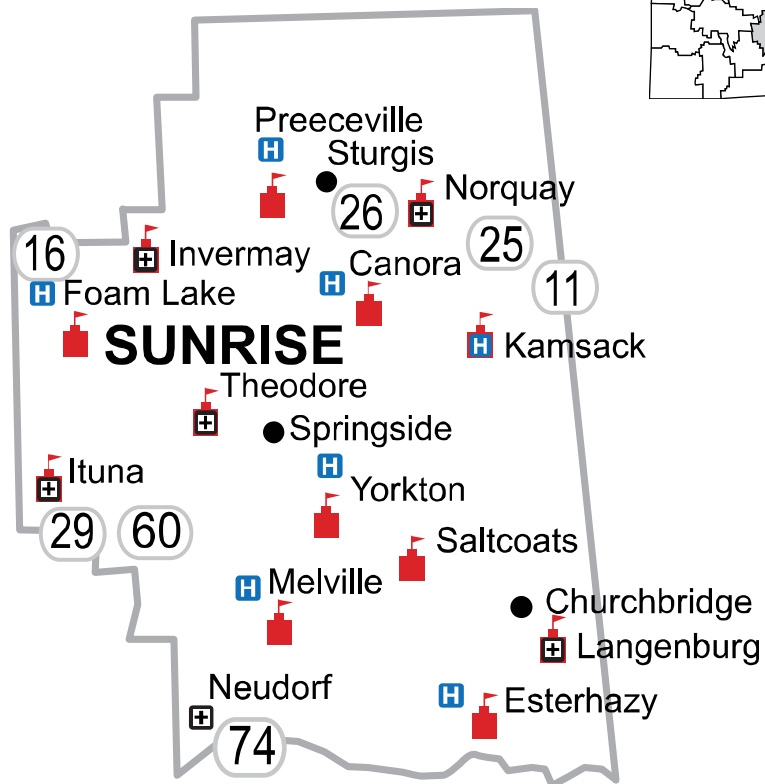 Preeceville
H
Sturgis
26
Norquay
16
Invermay
25
H
Foam Lake
H
Canora
11
SUNRISE
H
Kamsack
Theodore
Springside
Ituna
H
Yorkton
29
60
Saltcoats
H
Melville
Churchbridge
Langenburg
Neudorf
H
Esterhazy
74